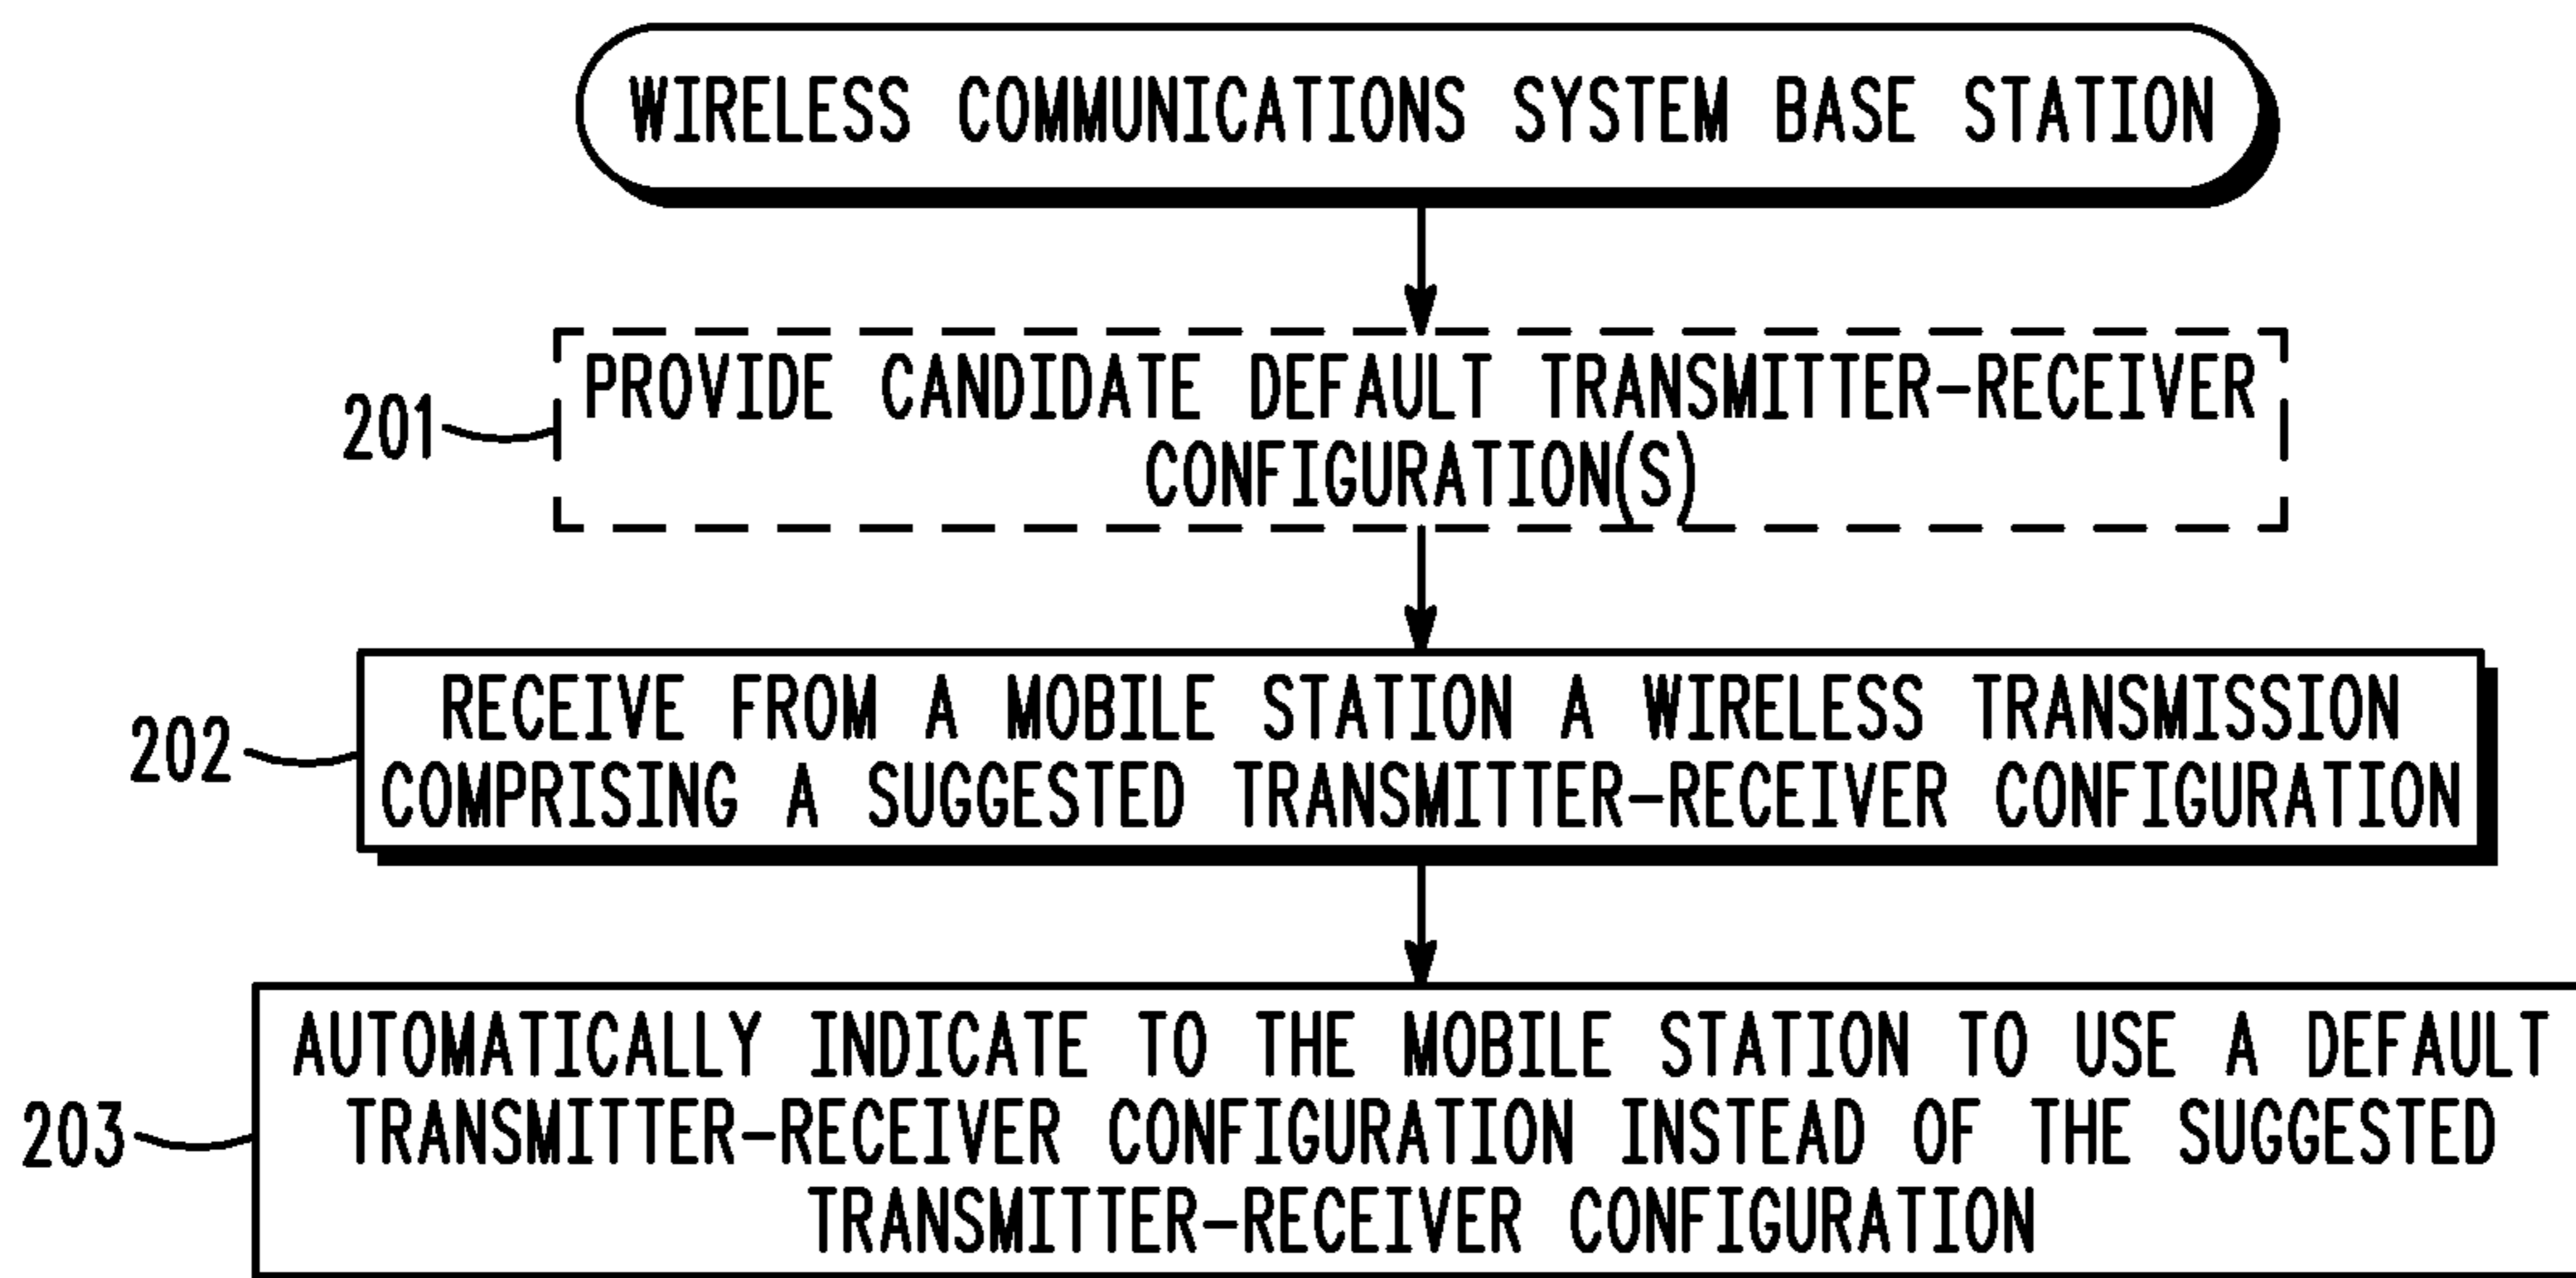 WIRELESS COMMUNICATIONS SYSTEM BASE STATION
PROVIDE CANDIDATE DEFAULT TRANSMITTER-RECEIVER
CONFIGURATION(S)
201
RECEIVE FROM A MOBILE STATION A WIRELESS TRANSMISSION
COMPRISING A SUGGESTED TRANSMITTER-RECEIVER CONFIGURATION
202
AUTOMATICALLY INDICATE TO THE MOBILE STATION TO USE A DEFAULT
TRANSMITTER-RECEIVER CONFIGURATION INSTEAD OF THE SUGGESTED
TRANSMITTER-RECEIVER CONFIGURATION
203